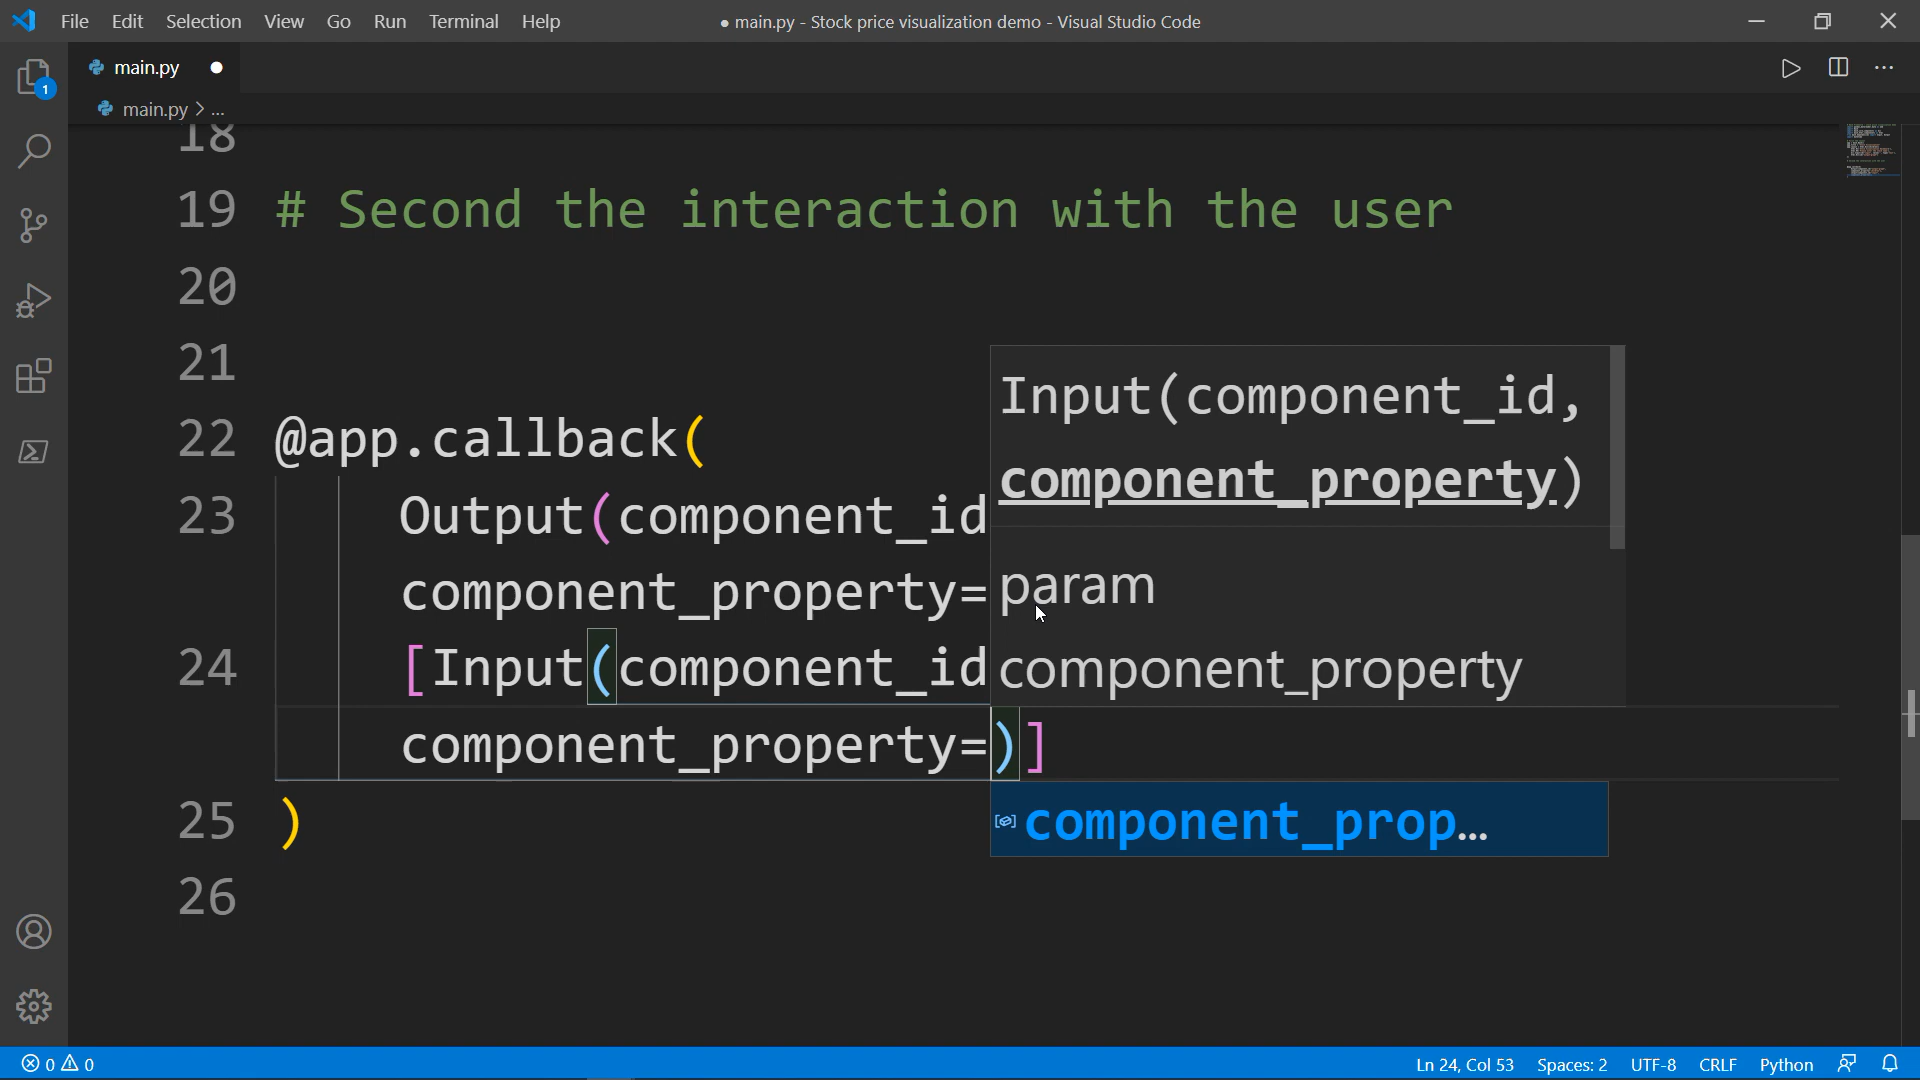 File Edit Selection View Go Run Terminal Help ● main.py - Stock price visualization demo - Visual Studio Code
main.py
1
main.py > ...
18
19 # Second the interaction with the user
20
21
22 @app.callback(
23 Output(component_id
component_property=
24 [Input(component_id
component_property=)]
25 )
26
Input(component_id,
component_property)
param
component_property
component_prop...
0 0 Ln 24, Col 53 Spaces: 2 UTF-8 CRLF Python